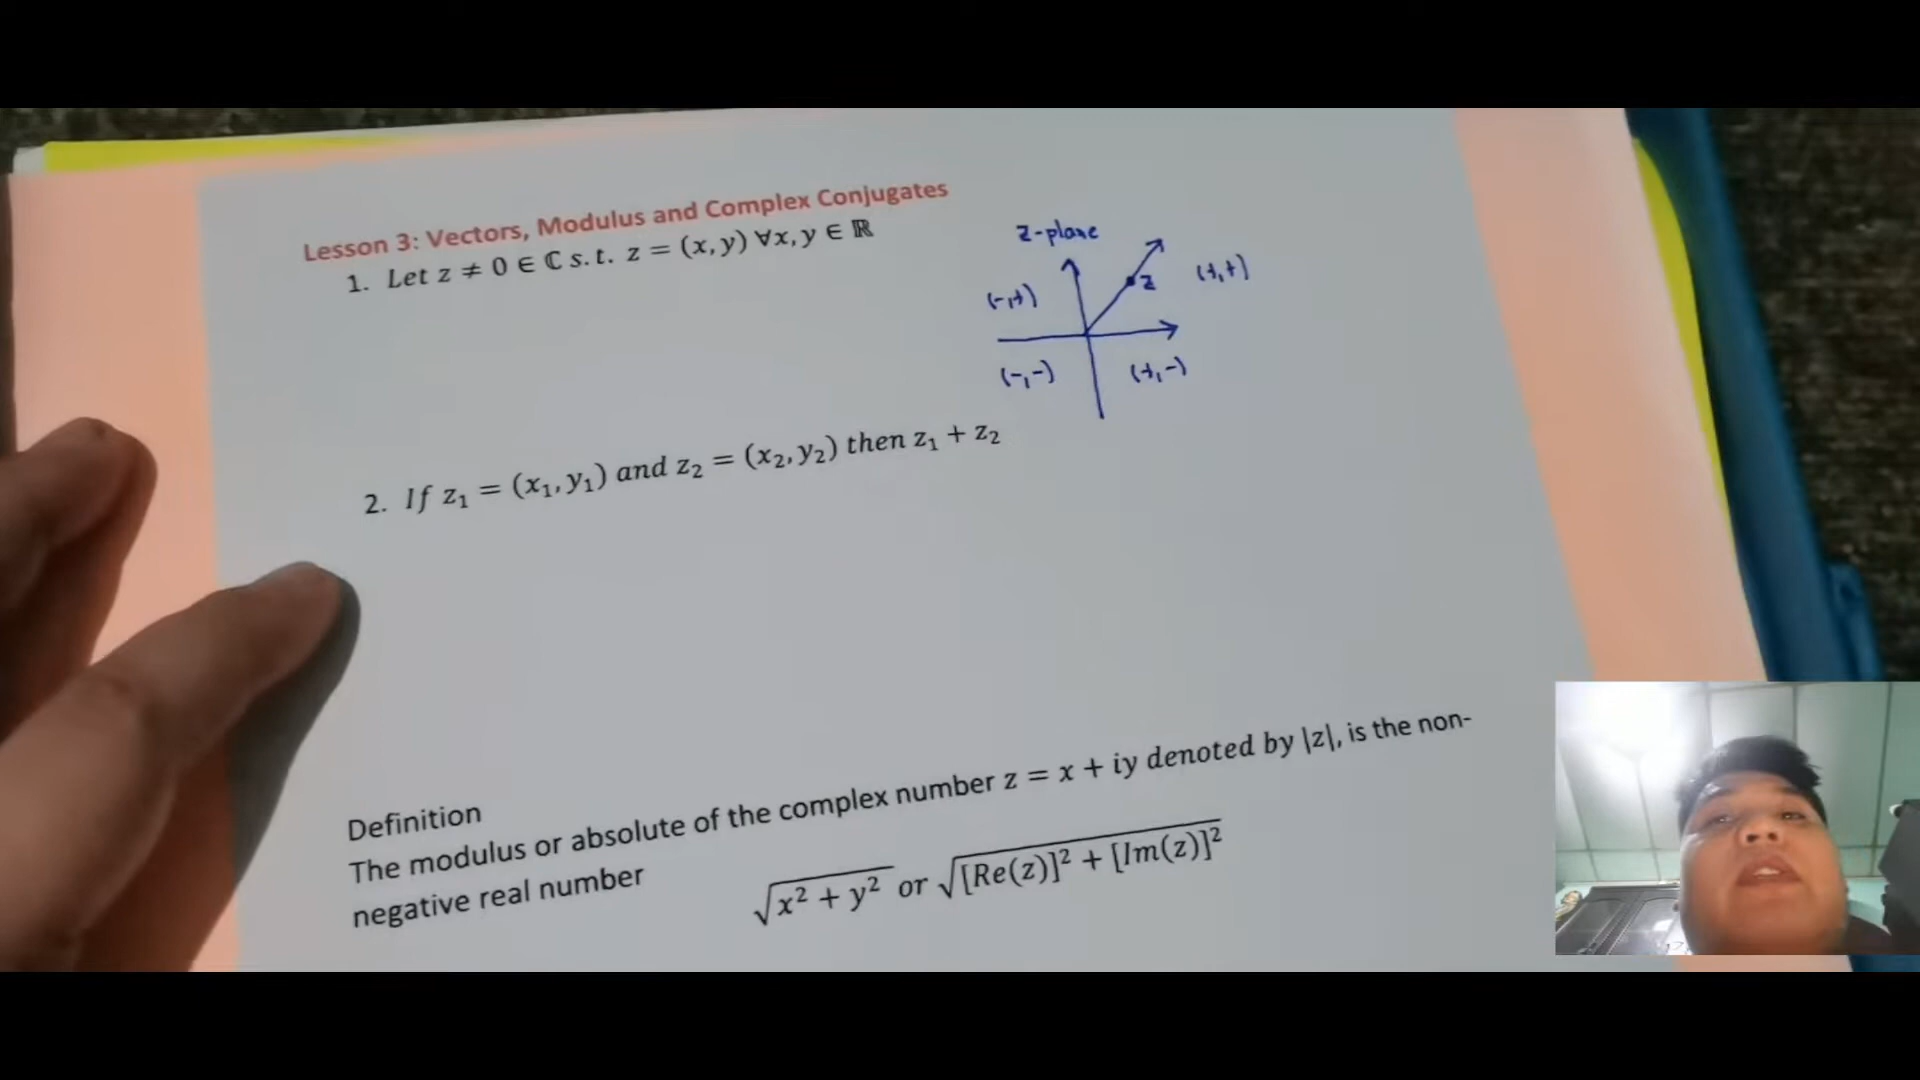 Lesson 3: Vectors, Modulus and Complex Conjugates
1. Let z ≠ 0 ∈ ℂ s.t. z = (x, y) ∀x, y ∈ ℝ
z-plane
(-,+)
z
(+,+)
(-,-)
(+,-)
2. If z₁ = (x₁, y₁) and z₂ = (x₂, y₂) then z₁ + z₂
Definition
The modulus or absolute of the complex number z = x + iy denoted by |z|, is the non-
negative real number
√x² + y² or √[Re(z)]² + [Im(z)]²